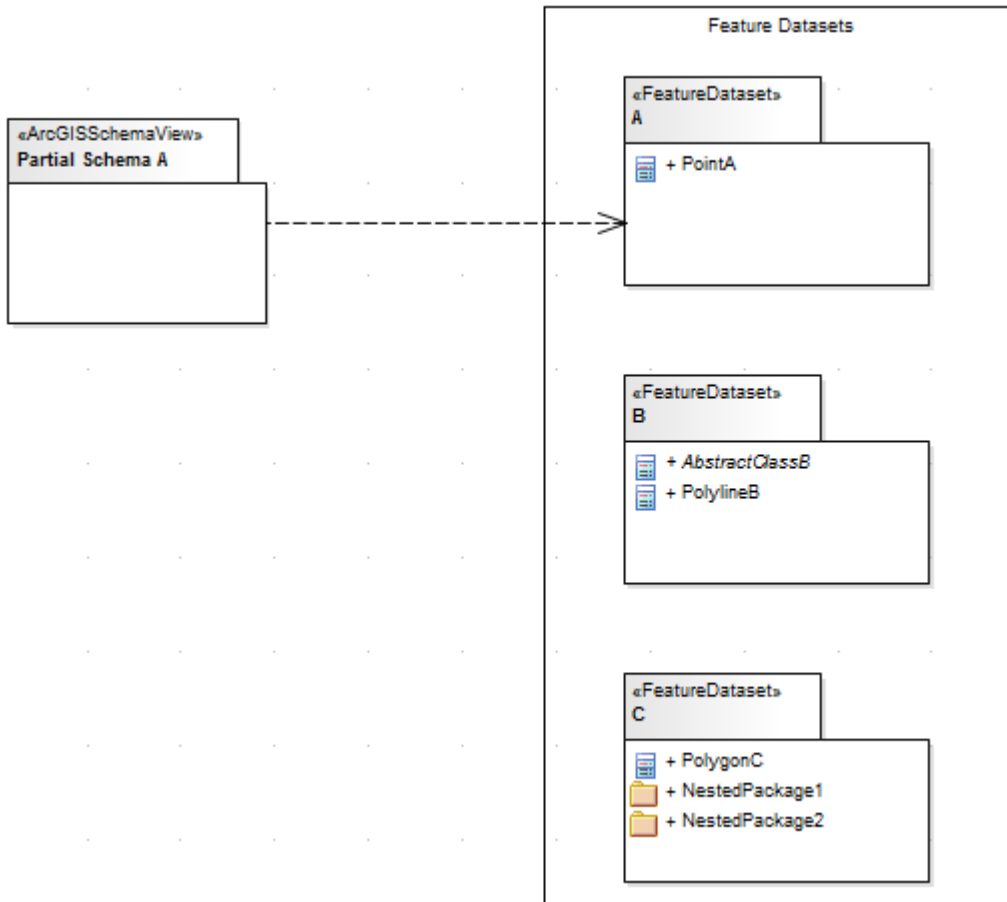 Feature Datasets
«FeatureDataset»
A
+ PointA
«ArcGISSchemaView»
Partial Schema A
«FeatureDataset»
B
+ AbstractClassB
+ PolylineB
«FeatureDataset»
C
+ PolygonC
+ NestedPackage1
+ NestedPackage2